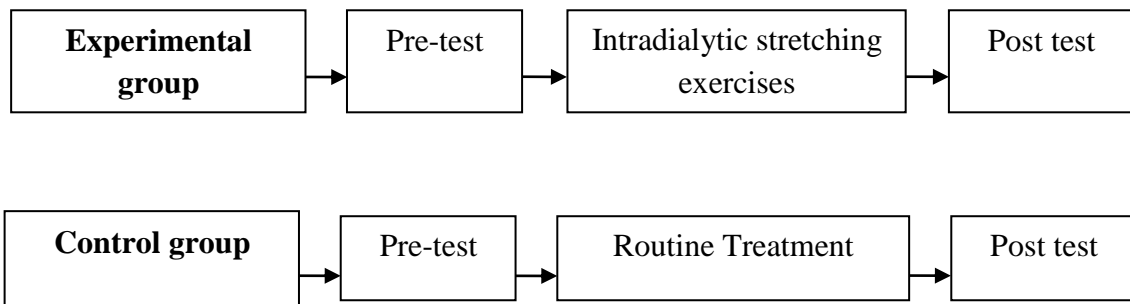 Experimental
group
Pre-test
Intradialytic stretching
exercises
Post test
Control group
Pre-test
Routine Treatment
Post test